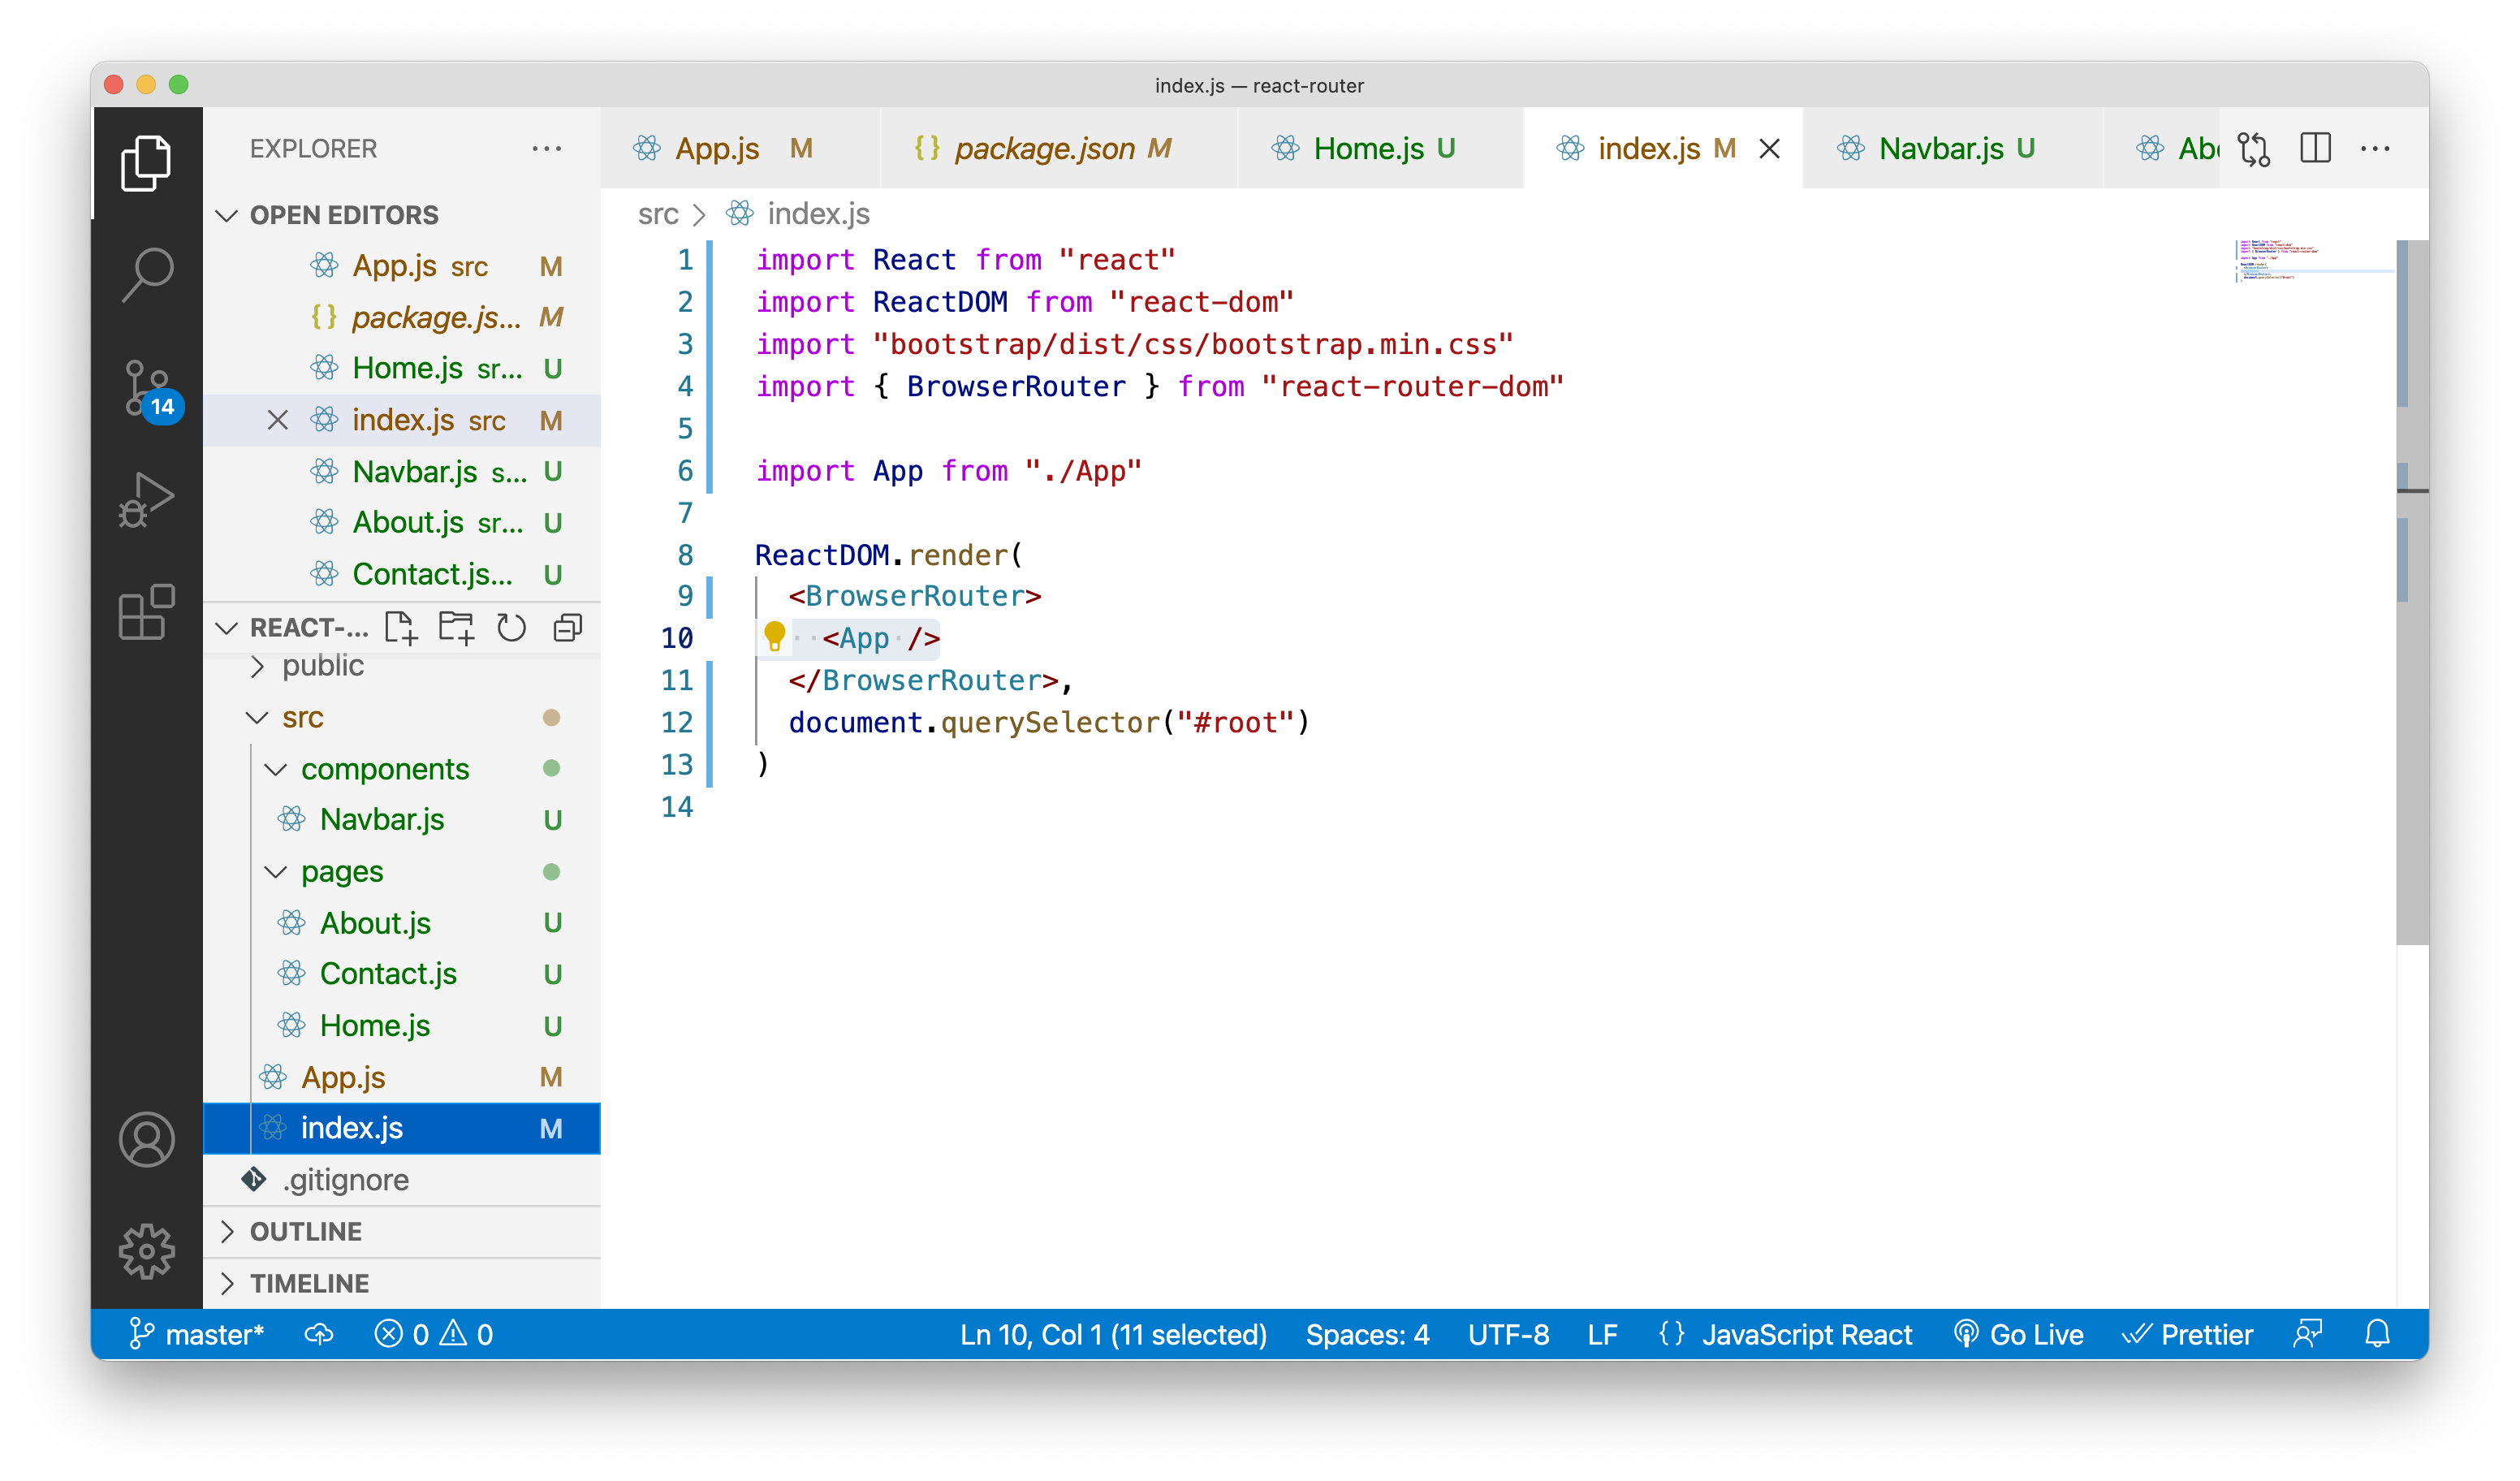 index.js — react-router
EXPLORER
OPEN EDITORS
App.js src M
{} package.js... M
Home.js sr... U
index.js src M
Navbar.js s... U
About.js sr... U
Contact.js... U
14
REACT-...
public
src
components
Navbar.js U
pages
About.js U
Contact.js U
Home.js U
App.js M
index.js M
.gitignore
OUTLINE
TIMELINE
App.js M
{} package.json M
Home.js U
index.js M
Navbar.js U
Abo
src > index.js
1 import React from "react"
2 import ReactDOM from "react-dom"
3 import "bootstrap/dist/css/bootstrap.min.css"
4 import { BrowserRouter } from "react-router-dom"
5
6 import App from "./App"
7
8 ReactDOM.render(
9 <BrowserRouter>
10 <App />
11 </BrowserRouter>,
12 document.querySelector("#root")
13 )
14
master* 0 0 Ln 10, Col 1 (11 selected) Spaces: 4 UTF-8 LF {} JavaScript React Go Live Prettier